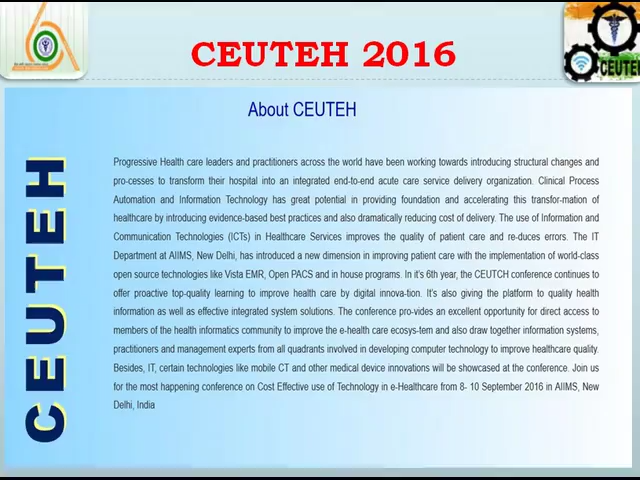 CEUTEH 2016
CEUTEH
About CEUTEH
CEUTEH
Progressive Health care leaders and practitioners across the world have been working towards introducing structural changes and
pro-cesses to transform their hospital into an integrated end-to-end acute care service delivery organization. Clinical Process
Automation and Information Technology has great potential in providing foundation and accelerating this transfor-mation of
healthcare by introducing evidence-based best practices and also dramatically reducing cost of delivery. The use of Information and
Communication Technologies (ICTs) in Healthcare Services improves the quality of patient care and re-duces errors. The IT
Department at AIIMS, New Delhi, has introduced a new dimension in improving patient care with the implementation of world-class
open source technologies like Vista EMR, Open PACS and in house programs. In it's 6th year, the CEUTCH conference continues to
offer proactive top-quality learning to improve health care by digital innova-tion. It's also giving the platform to quality health
information as well as effective integrated system solutions. The conference pro-vides an excellent opportunity for direct access to
members of the health informatics community to improve the e-health care ecosys-tem and also draw together information systems,
practitioners and management experts from all quadrants involved in developing computer technology to improve healthcare quality.
Besides, IT, certain technologies like mobile CT and other medical device innovations will be showcased at the conference. Join us
for the most happening conference on Cost Effective use of Technology in e-Healthcare from 8- 10 September 2016 in AIIMS, New
Delhi, India